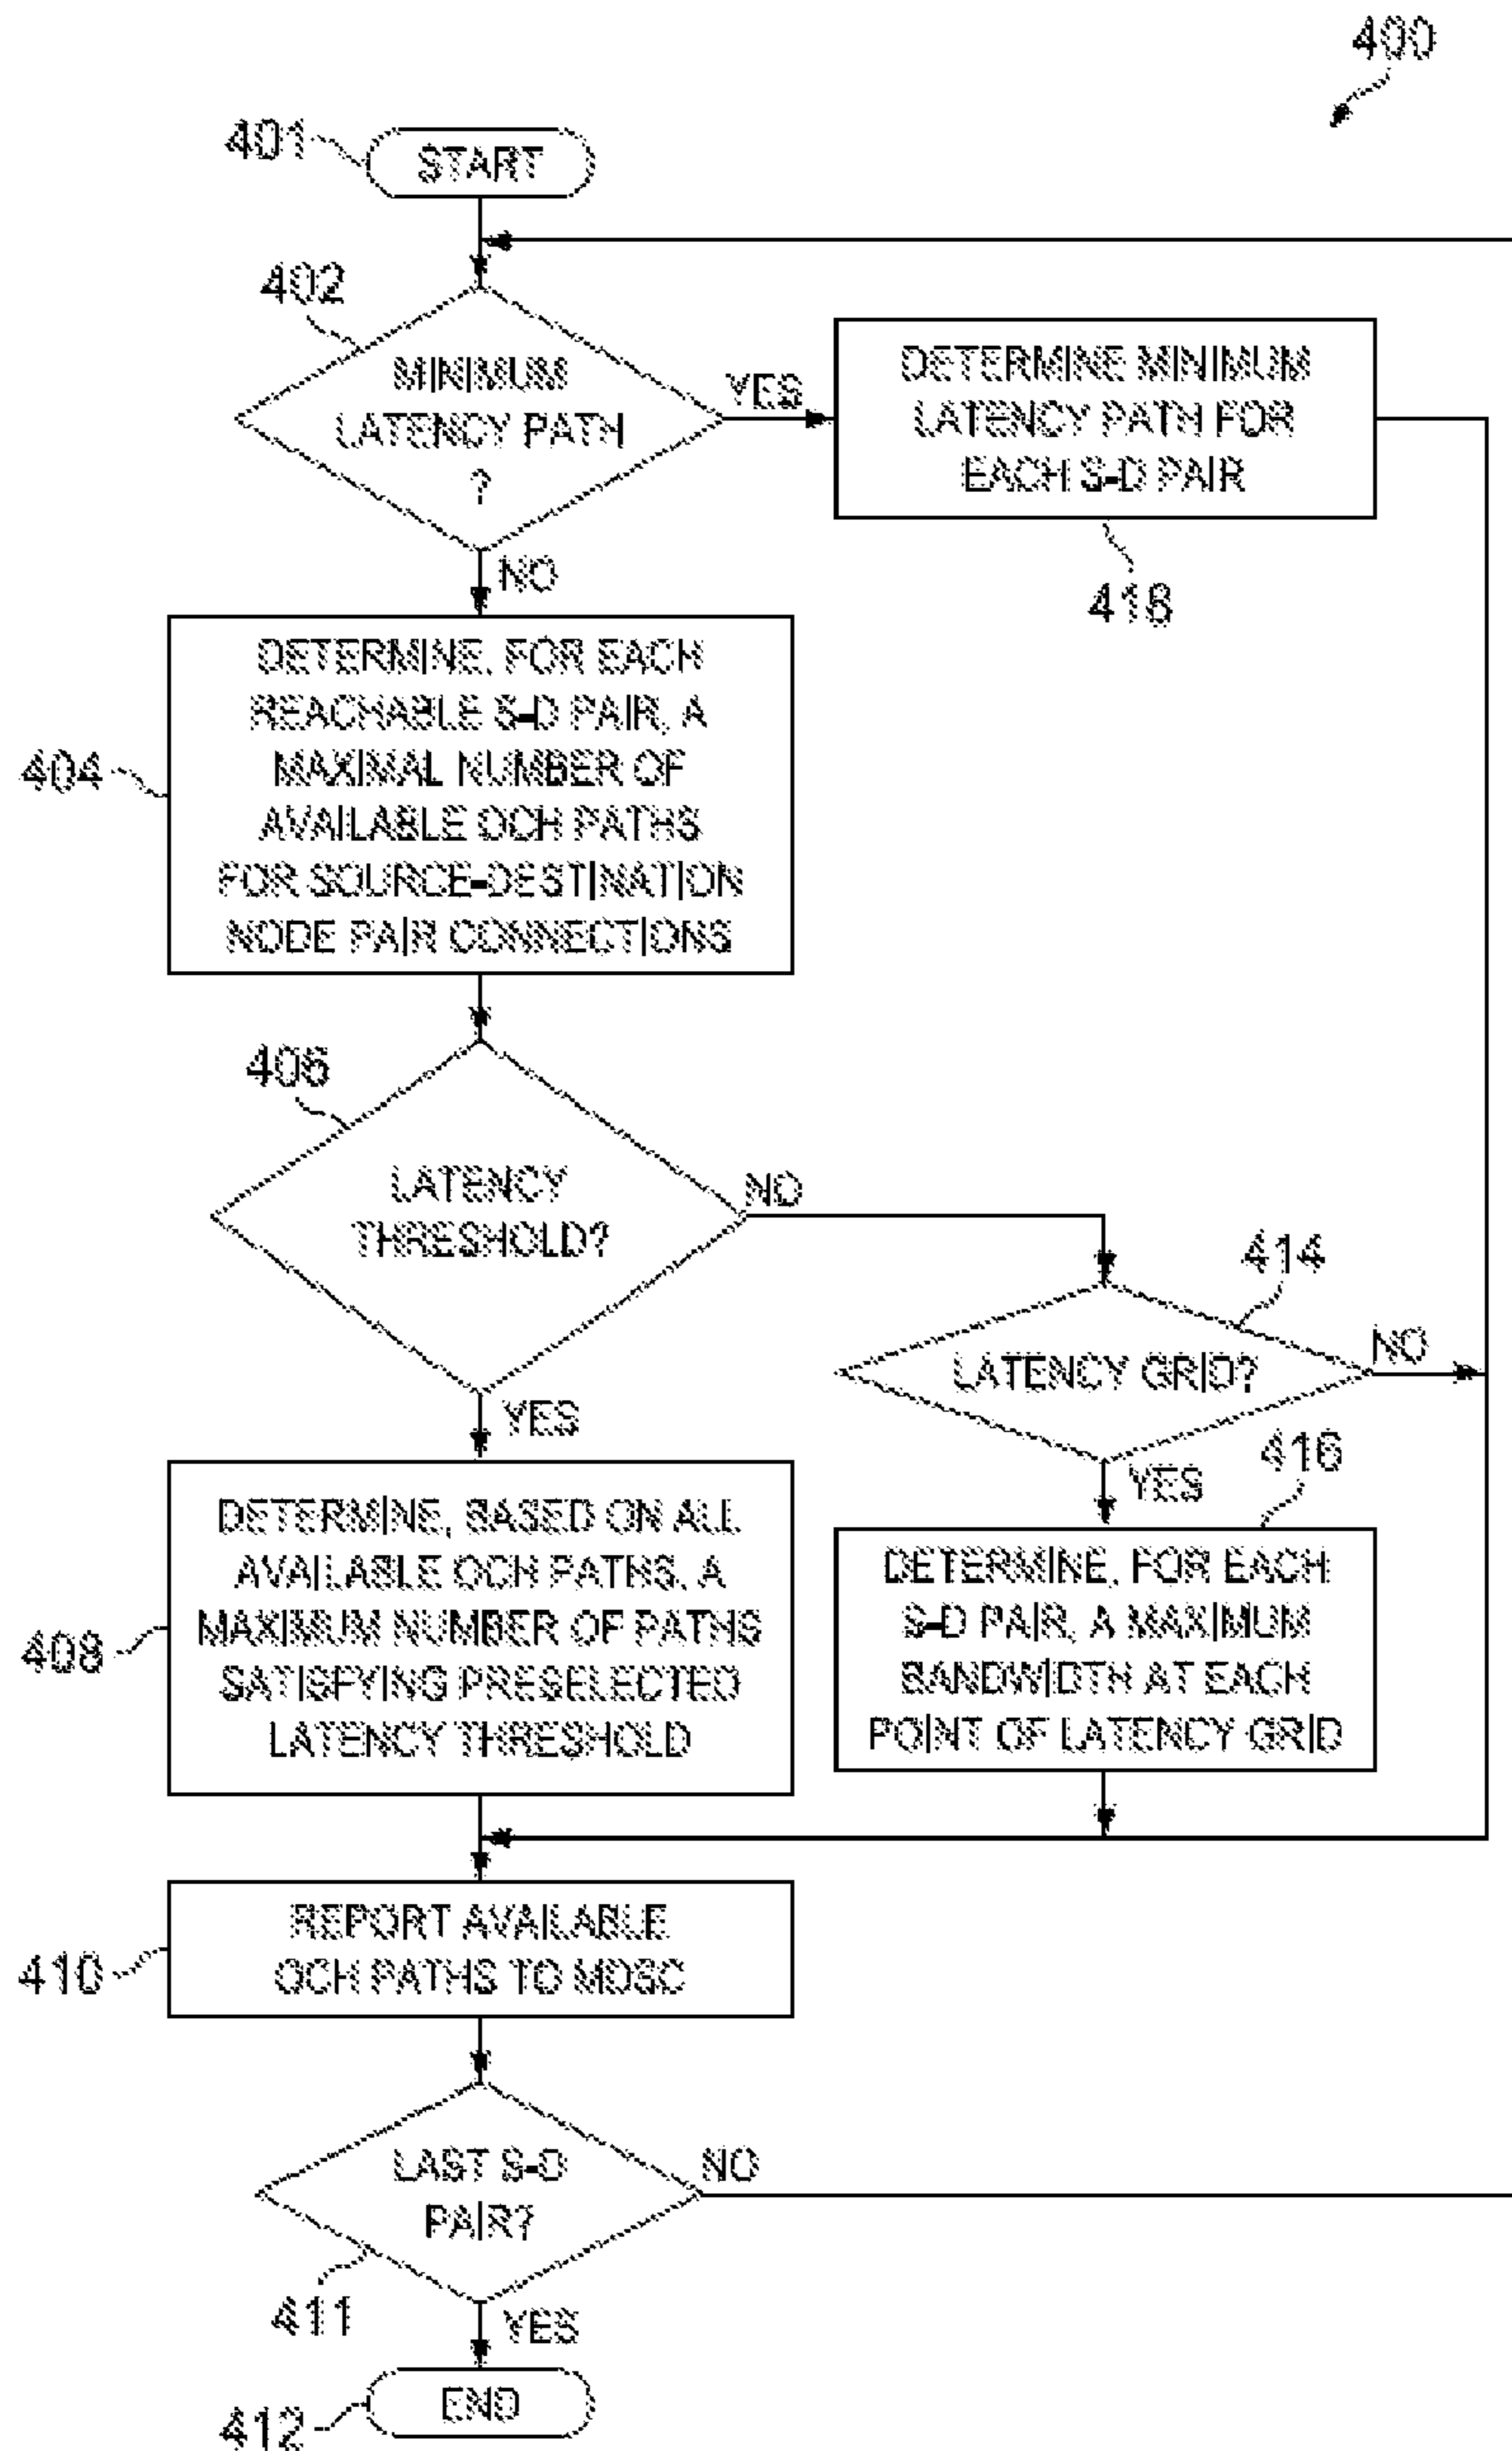 400
401
START
402
MINIMUM
LATENCY PATH
?
YES
DETERMINE MINIMUM
LATENCY PATH FOR
EACH S-D PAIR
418
NO
404
DETERMINE, FOR EACH
REACHABLE S-D PAIR, A
MAXIMAL NUMBER OF
AVAILABLE OCH PATHS
FOR SOURCE-DESTINATION
NODE PAIR CONNECTIONS
406
LATENCY
THRESHOLD?
NO
414
LATENCY GRID?
NO
YES
YES
416
408
DETERMINE, BASED ON ALL
AVAILABLE OCH PATHS, A
MAXIMUM NUMBER OF PATHS
SATISFYING PRESELECTED
LATENCY THRESHOLD
DETERMINE, FOR EACH
S-D PAIR, A MAXIMUM
BANDWIDTH AT EACH
POINT OF LATENCY GRID
410
REPORT AVAILABLE
OCH PATHS TO MDSC
LAST S-D
PAIR?
NO
411
YES
412
END